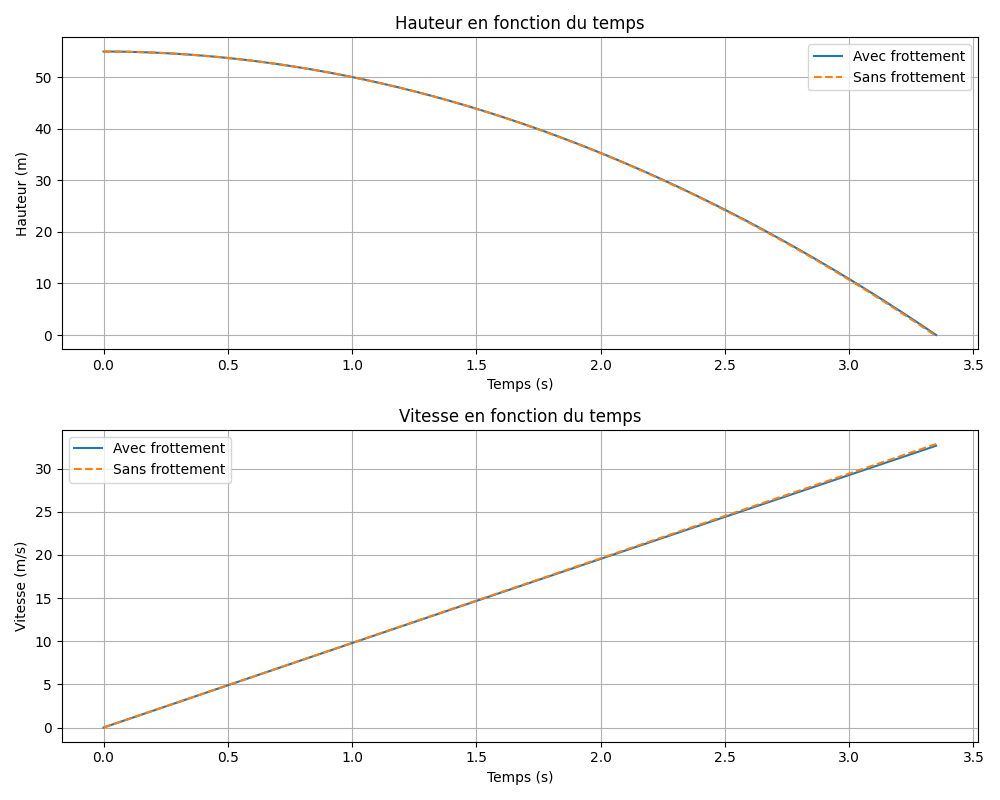 Hauteur en fonction du temps
Avec frottement
Sans frottement
Hauteur (m)
50
40
30
20
10
0
0.0 0.5 1.0 1.5 2.0 2.5 3.0 3.5
Temps (s)
Vitesse en fonction du temps
Avec frottement
Sans frottement
Vitesse (m/s)
30
25
20
15
10
5
0
0.0 0.5 1.0 1.5 2.0 2.5 3.0 3.5
Temps (s)